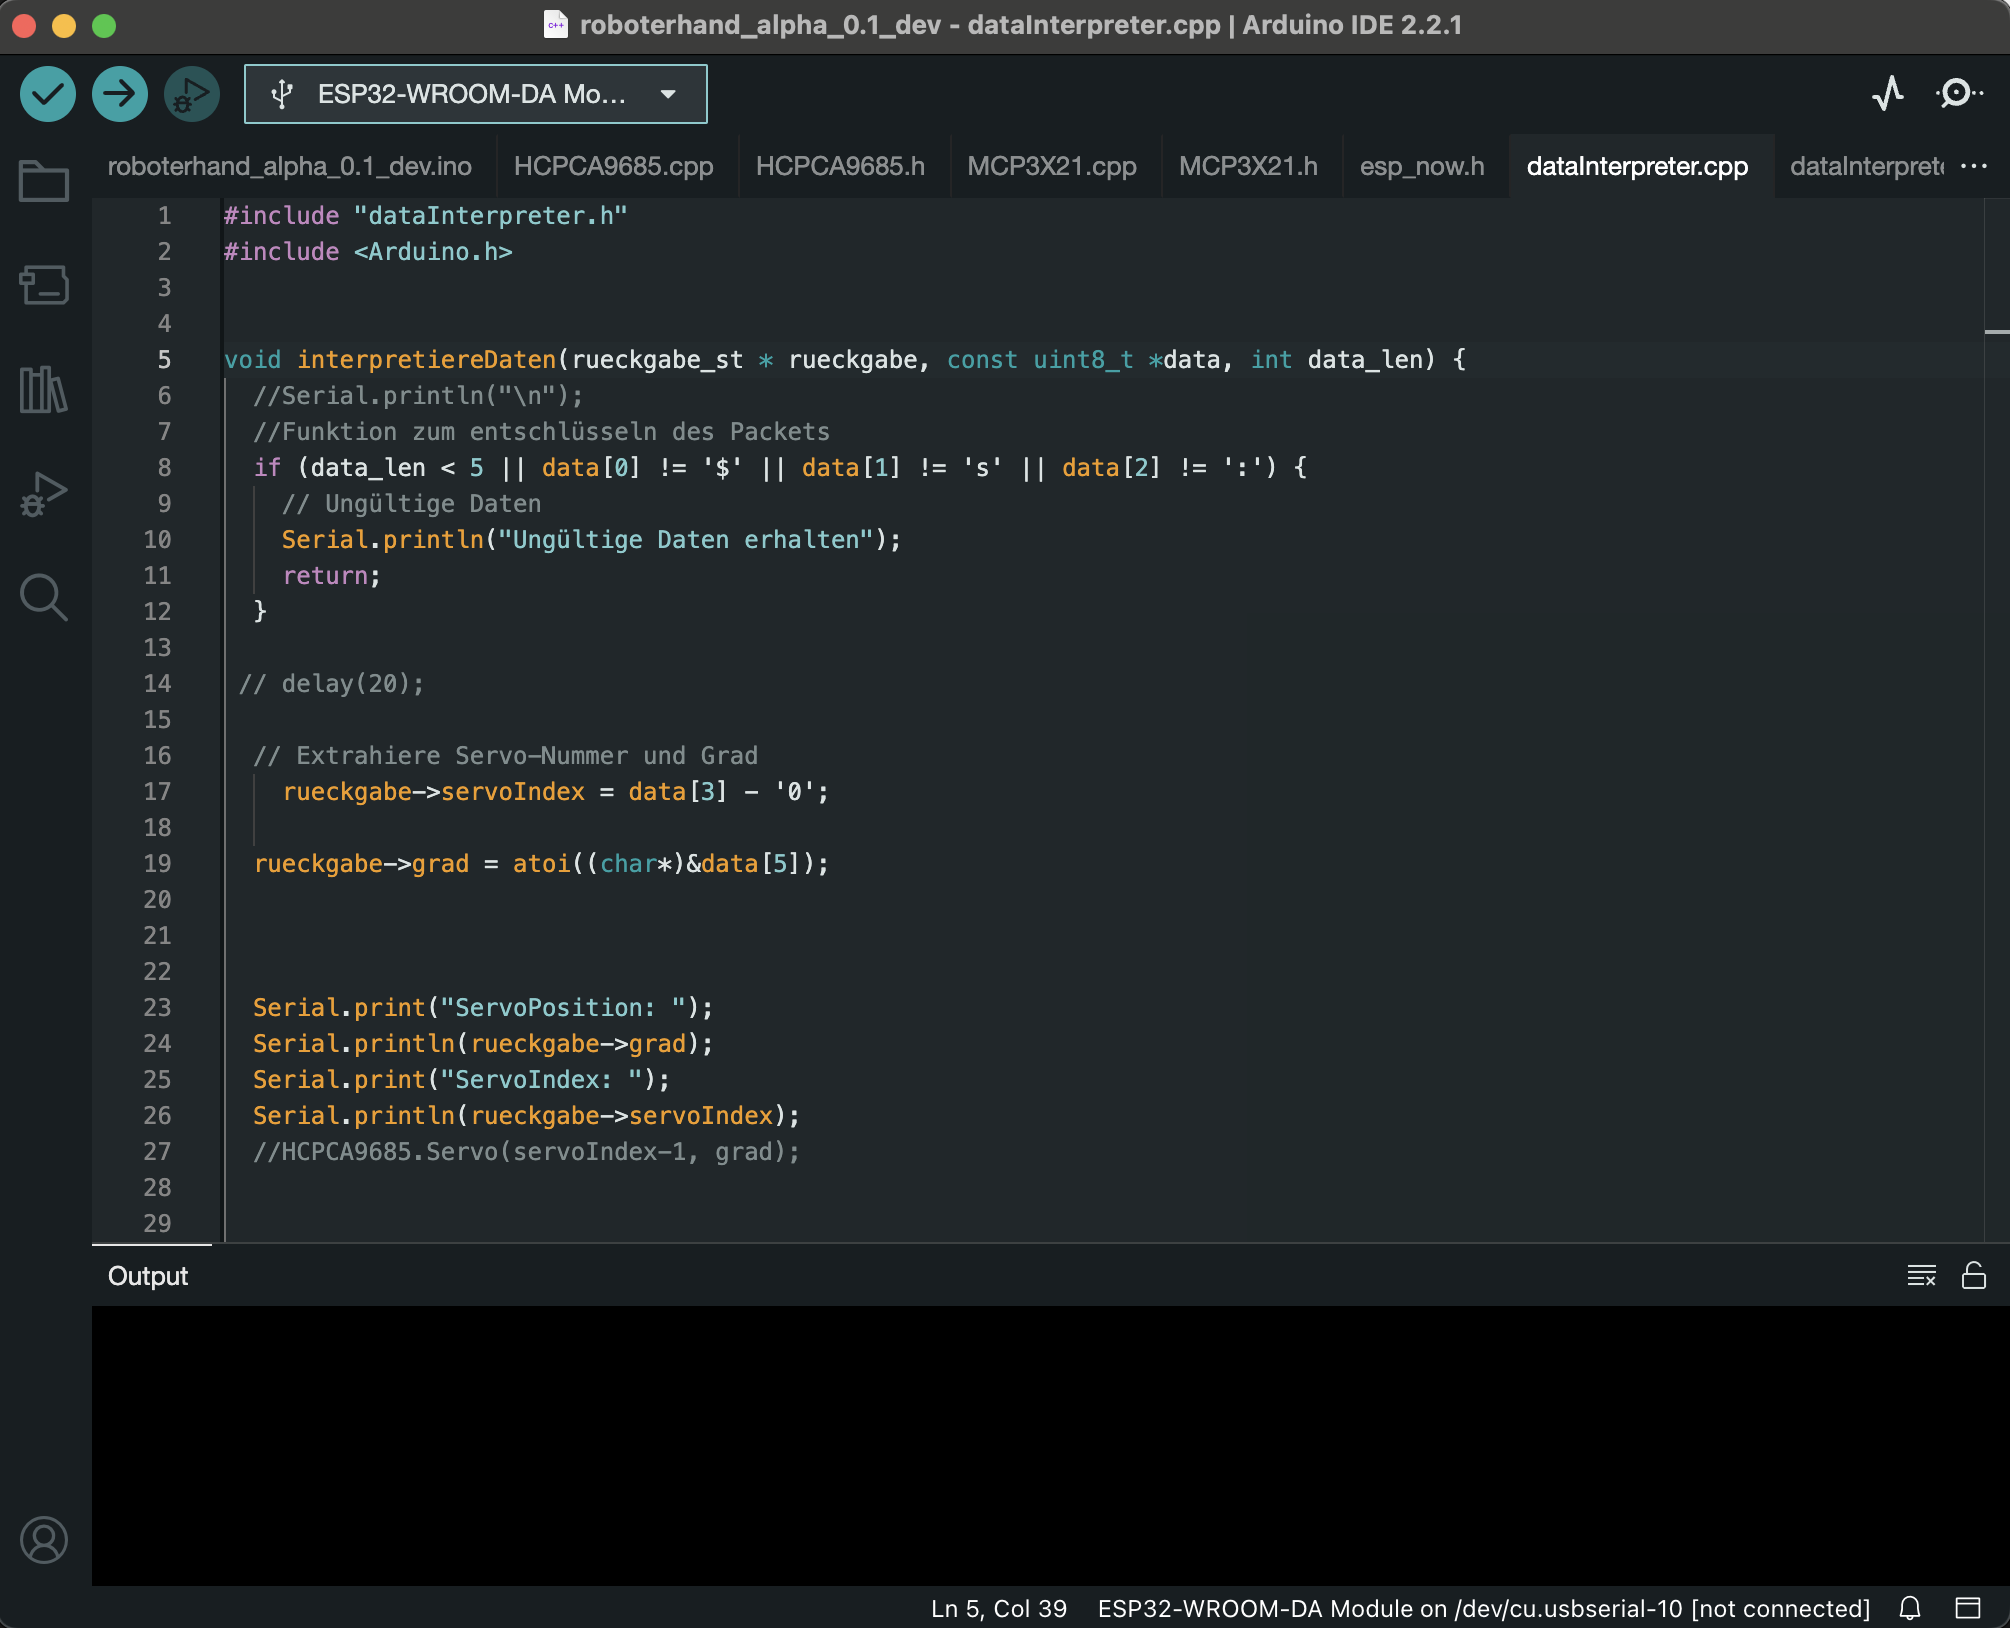 roboterhand_alpha_0.1_dev - dataInterpreter.cpp | Arduino IDE 2.2.1
ESP32-WROOM-DA Mo...
roboterhand_alpha_0.1_dev.ino HCPCA9685.cpp HCPCA9685.h MCP3X21.cpp MCP3X21.h esp_now.h dataInterpreter.cpp dataInterprete ...
1 #include "dataInterpreter.h"
2 #include <Arduino.h>
3
4
5 void interpretiereDaten(rueckgabe_st * rueckgabe, const uint8_t *data, int data_len) {
6 //Serial.println("\n");
7 //Funktion zum entschlüsseln des Packets
8 if (data_len < 5 || data[0] != '$' || data[1] != 's' || data[2] != ':') {
9 // Ungültige Daten
10 Serial.println("Ungültige Daten erhalten");
11 return;
12 }
13
14 // delay(20);
15
16 // Extrahiere Servo-Nummer und Grad
17 rueckgabe->servoIndex = data[3] - '0';
18
19 rueckgabe->grad = atoi((char*)&data[5]);
20
21
22
23 Serial.print("ServoPosition: ");
24 Serial.println(rueckgabe->grad);
25 Serial.print("ServoIndex: ");
26 Serial.println(rueckgabe->servoIndex);
27 //HCPCA9685.Servo(servoIndex-1, grad);
28
29
Output
Ln 5, Col 39 ESP32-WROOM-DA Module on /dev/cu.usbserial-10 [not connected]